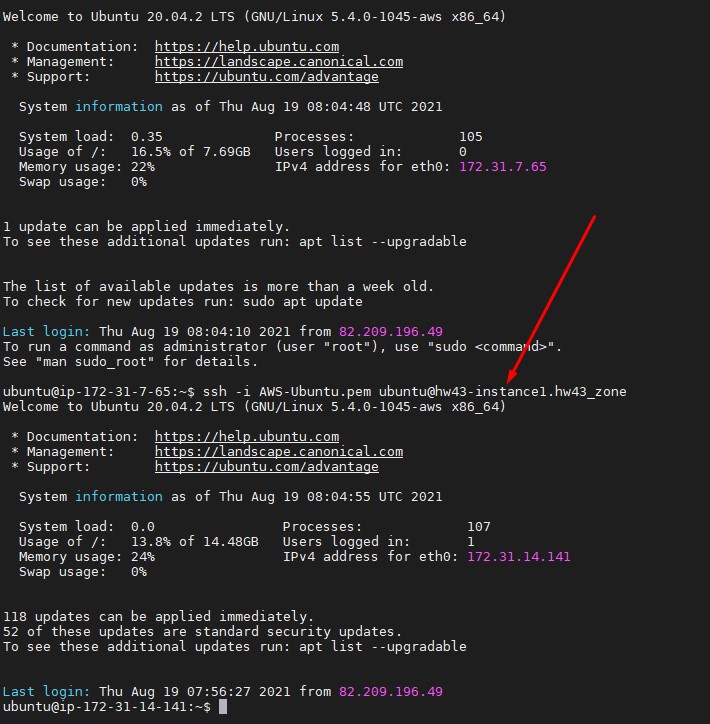 Welcome to Ubuntu 20.04.2 LTS (GNU/Linux 5.4.0-1045-aws x86_64)
* Documentation: https://help.ubuntu.com
* Management: https://landscape.canonical.com
* Support: https://ubuntu.com/advantage
System information as of Thu Aug 19 08:04:48 UTC 2021
System load: 0.35 Processes: 105
Usage of /: 16.5% of 7.69GB Users logged in: 0
Memory usage: 22% IPv4 address for eth0: 172.31.7.65
Swap usage: 0%
1 update can be applied immediately.
To see these additional updates run: apt list --upgradable
The list of available updates is more than a week old.
To check for new updates run: sudo apt update
Last login: Thu Aug 19 08:04:10 2021 from 82.209.196.49
To run a command as administrator (user "root"), use "sudo <command>".
See "man sudo_root" for details.
ubuntu@ip-172-31-7-65:~$ ssh -i AWS-Ubuntu.pem ubuntu@hw43-instance1.hw43_zone
Welcome to Ubuntu 20.04.2 LTS (GNU/Linux 5.4.0-1045-aws x86_64)
* Documentation: https://help.ubuntu.com
* Management: https://landscape.canonical.com
* Support: https://ubuntu.com/advantage
System information as of Thu Aug 19 08:04:55 UTC 2021
System load: 0.0 Processes: 107
Usage of /: 13.8% of 14.48GB Users logged in: 1
Memory usage: 24% IPv4 address for eth0: 172.31.14.141
Swap usage: 0%
118 updates can be applied immediately.
52 of these updates are standard security updates.
To see these additional updates run: apt list --upgradable
Last login: Thu Aug 19 07:56:27 2021 from 82.209.196.49
ubuntu@ip-172-31-14-141:~$